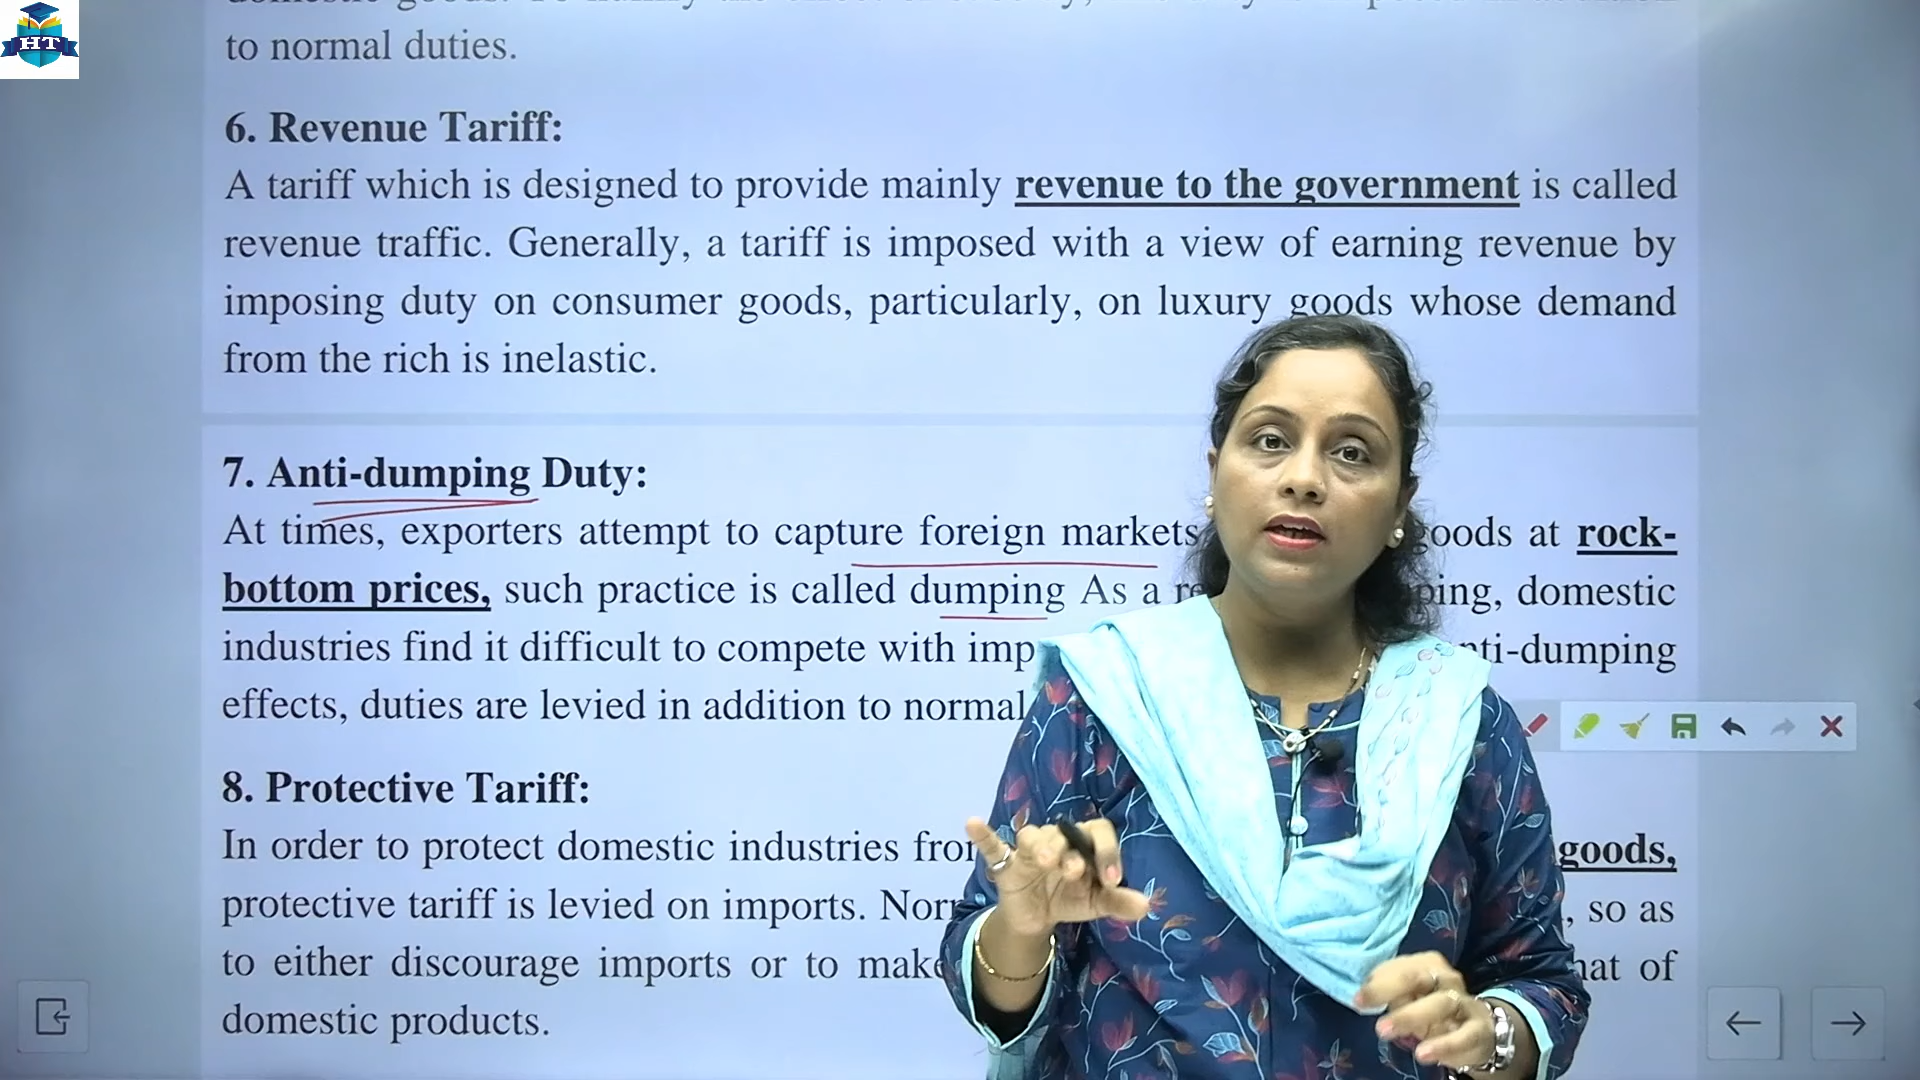 HT
to normal duties.
6. Revenue Tariff:
A tariff which is designed to provide mainly revenue to the government is called
revenue traffic. Generally, a tariff is imposed with a view of earning revenue by
imposing duty on consumer goods, particularly, on luxury goods whose demand
from the rich is inelastic.
7. Anti-dumping Duty:
At times, exporters attempt to capture foreign markets goods at rock-
bottom prices, such practice is called dumping As a domestic
industries find it difficult to compete with anti-dumping
effects, duties are levied in addition to normal
8. Protective Tariff:
In order to protect domestic industries goods,
protective tariff is levied on imports. so as
to either discourage imports or to make of
domestic products.